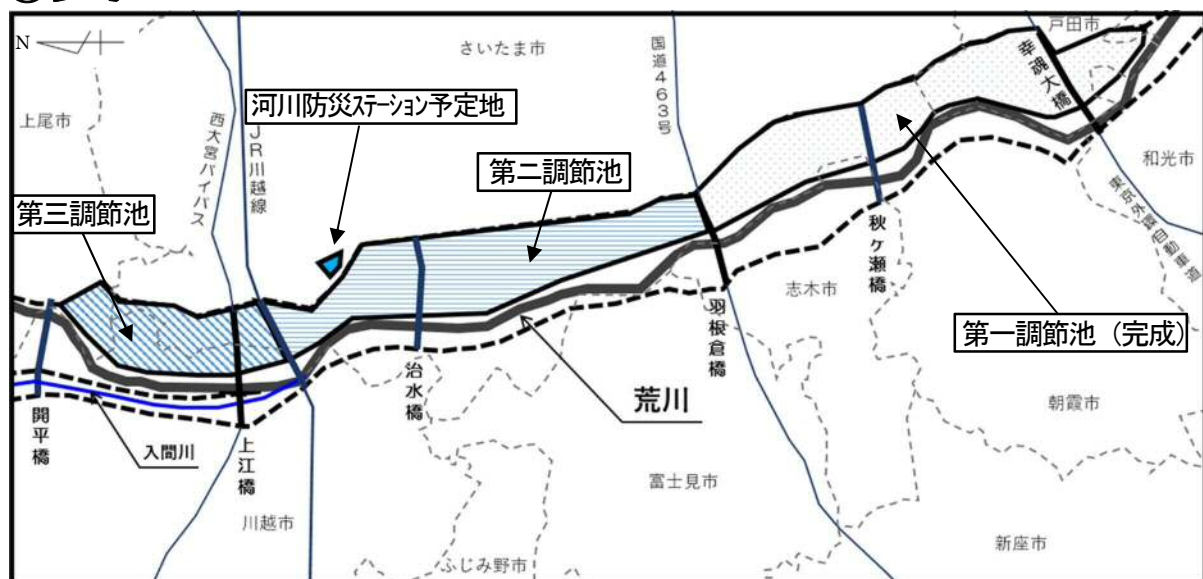 N
さいたま市
国道463号
戸田市
幸魂大橋
上尾市
西大宮バイパス
JR川越線
河川防災ステーション予定地
第二調節池
和光市
第三調節池
東京外環自動車道
秋ヶ瀬橋
志木市
羽根倉橋
第一調節池（完成）
治水橋
荒川
朝霞市
開平橋
入間川
上江橋
富士見市
川越市
ふじみ野市
新座市